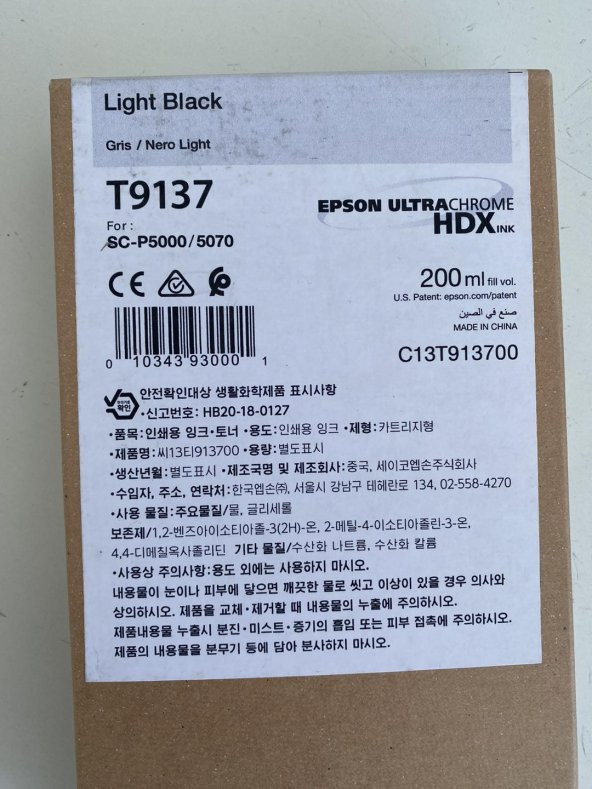 Light Black
Gris / Nero Light
T9137
For :
SC-P5000/5070
EPSON ULTRACHROME
HDX INK
CE
200 ml fill vol.
U.S. Patent: epson.com/patent
صنع في الصين
MADE IN CHINA
0 10343 93000 1
C13T913700
확인
안전확인대상 생활화학제품 표시사항
•신고번호: HB20-18-0127
•품목:인쇄용 잉크•토너 •용도:인쇄용 잉크 •제형:카트리지형
•제품명:씨13티913700 •용량:별도표시
•생산년월:별도표시 •제조국명 및 제조회사:중국, 세이코엡손주식회사
•수입자, 주소, 연락처:한국엡손㈜, 서울시 강남구 테헤란로 134, 02-558-4270
•사용 물질:주요물질/물, 글리세롤
보존제/1,2-벤즈아이소티아졸-3(2H)-온, 2-메틸-4-이소티아졸린-3-온,
4,4-디메칠옥사졸리딘 기타 물질/수산화 나트륨, 수산화 칼륨
•사용상 주의사항:용도 외에는 사용하지 마시오.
내용물이 눈이나 피부에 닿으면 깨끗한 물로 씻고 이상이 있을 경우 의사와
상의하시오. 제품을 교체•제거할 때 내용물의 누출에 주의하시오.
제품내용물 누출시 분진•미스트•증기의 흡입 또는 피부 접촉에 주의하시오.
제품의 내용물을 분무기 등에 담아 분사하지 마시오.